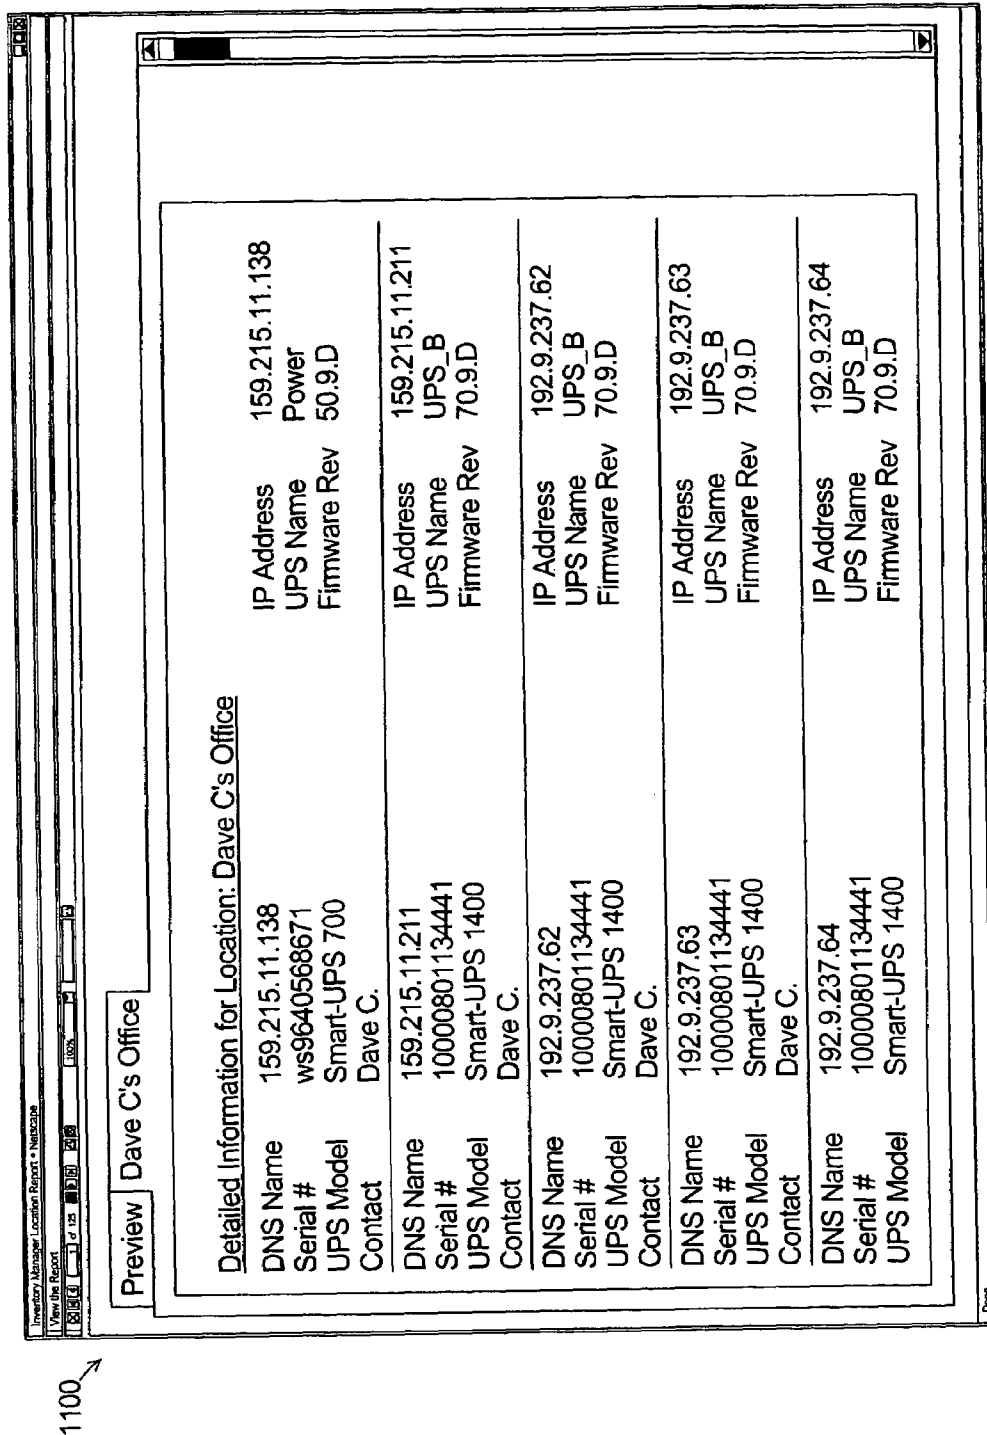 1100
Inventory Manager Location Report • Netscape
View the Report
1 of 125 100%
Preview Dave C's Office
Detailed Information for Location: Dave C's Office
DNS Name 159.215.11.138 IP Address 159.215.11.138
Serial # ws9640568671 UPS Name Power
UPS Model Smart-UPS 700 Firmware Rev 50.9.D
Contact Dave C.
DNS Name 159.215.11.211 IP Address 159.215.11.211
Serial # 10000801134441 UPS Name UPS_B
UPS Model Smart-UPS 1400 Firmware Rev 70.9.D
Contact Dave C.
DNS Name 192.9.237.62 IP Address 192.9.237.62
Serial # 10000801134441 UPS Name UPS_B
UPS Model Smart-UPS 1400 Firmware Rev 70.9.D
Contact Dave C.
DNS Name 192.9.237.63 IP Address 192.9.237.63
Serial # 10000801134441 UPS Name UPS_B
UPS Model Smart-UPS 1400 Firmware Rev 70.9.D
Contact Dave C.
DNS Name 192.9.237.64 IP Address 192.9.237.64
Serial # 10000801134441 UPS Name UPS_B
UPS Model Smart-UPS 1400 Firmware Rev 70.9.D